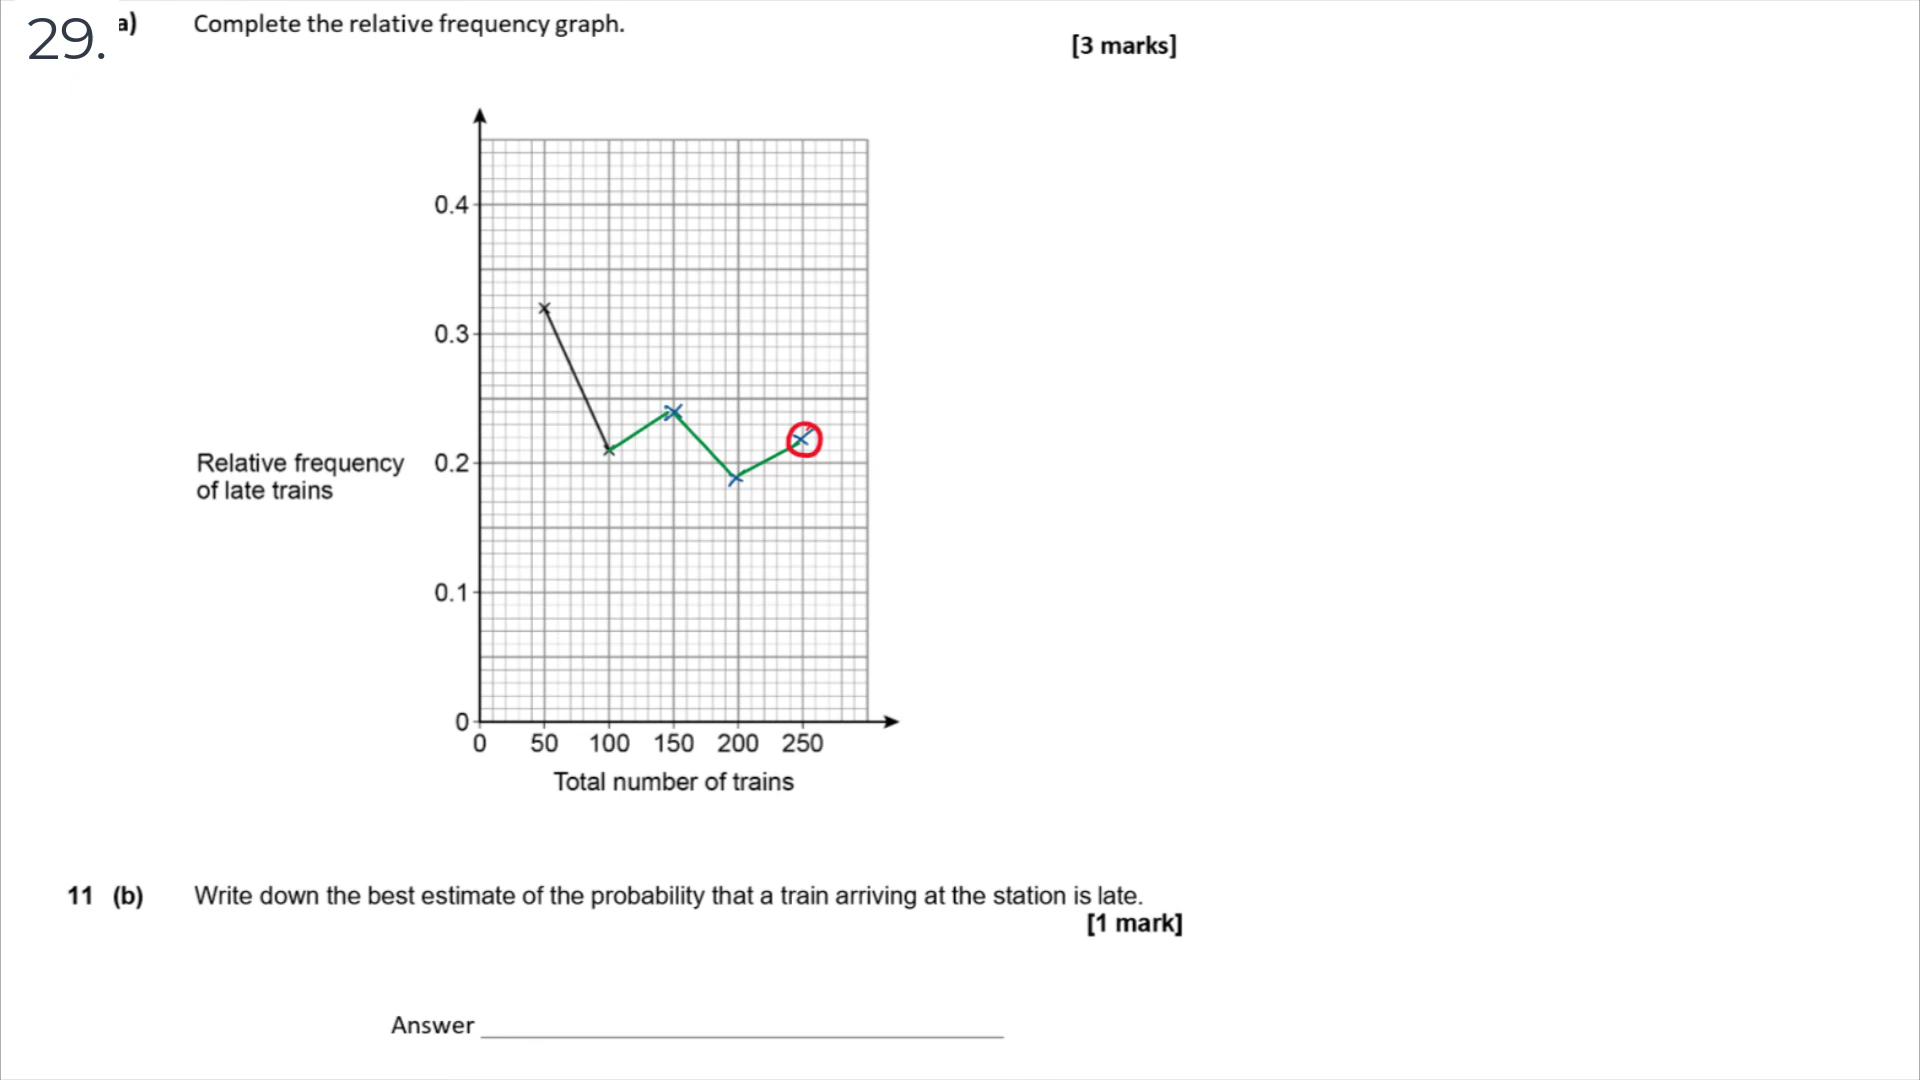 29. a) Complete the relative frequency graph.
[3 marks]
0.4
0.3
Relative frequency 0.2
of late trains
0.1
0
0 50 100 150 200 250
Total number of trains
11 (b) Write down the best estimate of the probability that a train arriving at the station is late.
[1 mark]
Answer